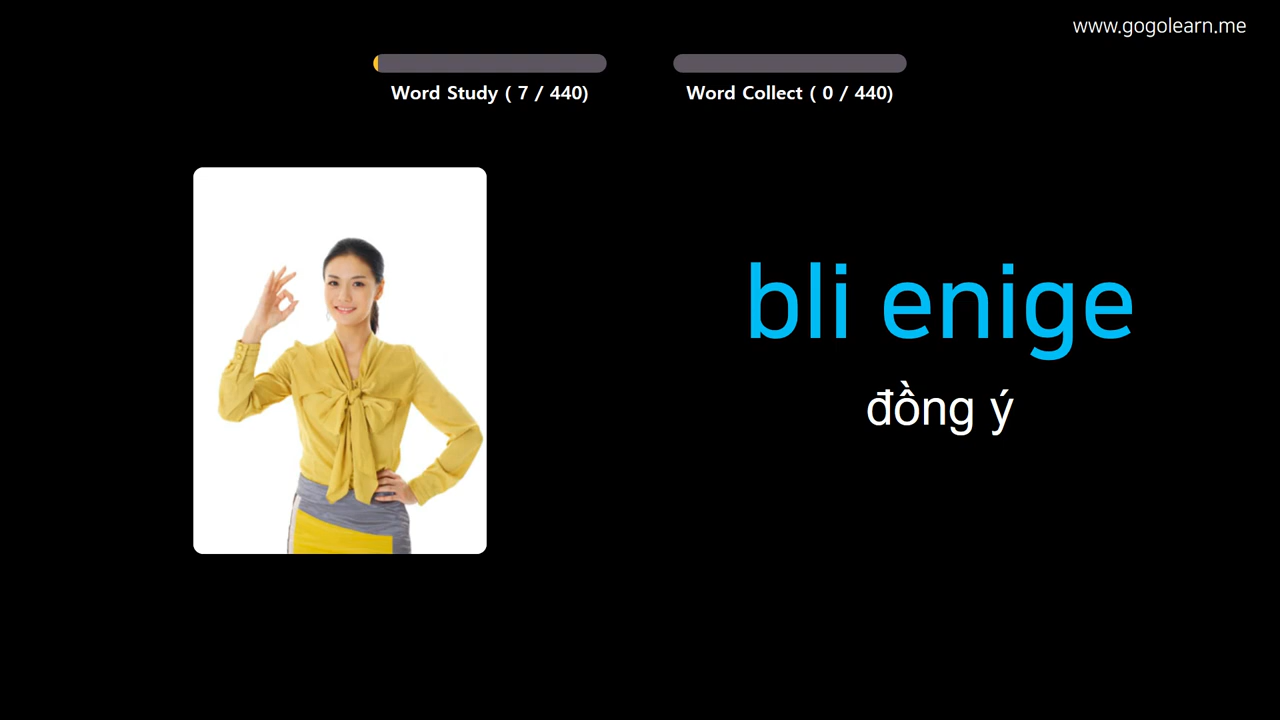 www.gogolearn.me
Word Study ( 7 / 440)
Word Collect ( 0 / 440)
bli enige
đồng ý